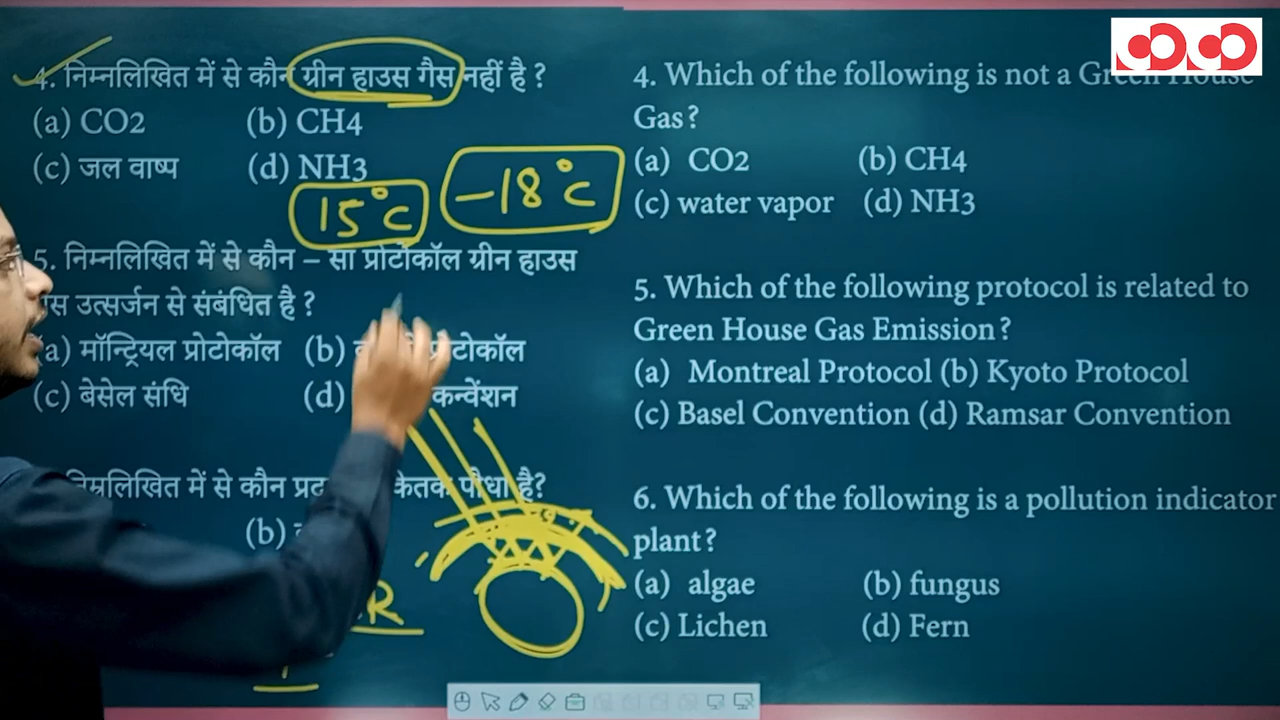 4. निम्नलिखित में से कौन ग्रीन हाउस गैस नहीं है ?
(a) CO2 (b) CH4
(c) जल वाष्प (d) NH3
15°C -18°C
5. निम्नलिखित में से कौन – सा प्रोटोकॉल ग्रीन हाउस
उत्सर्जन से संबंधित है ?
(a) मॉन्ट्रियल प्रोटोकॉल (b)
(c) बेसेल संधि (d) कन्वेंशन
में से कौन पौधा है?
(b)
4. Which of the following is not a Green House
Gas?
(a) CO2 (b) CH4
(c) water vapor (d) NH3
5. Which of the following protocol is related to
Green House Gas Emission?
(a) Montreal Protocol (b) Kyoto Protocol
(c) Basel Convention (d) Ramsar Convention
6. Which of the following is a pollution indicator
plant?
(a) algae (b) fungus
(c) Lichen (d) Fern